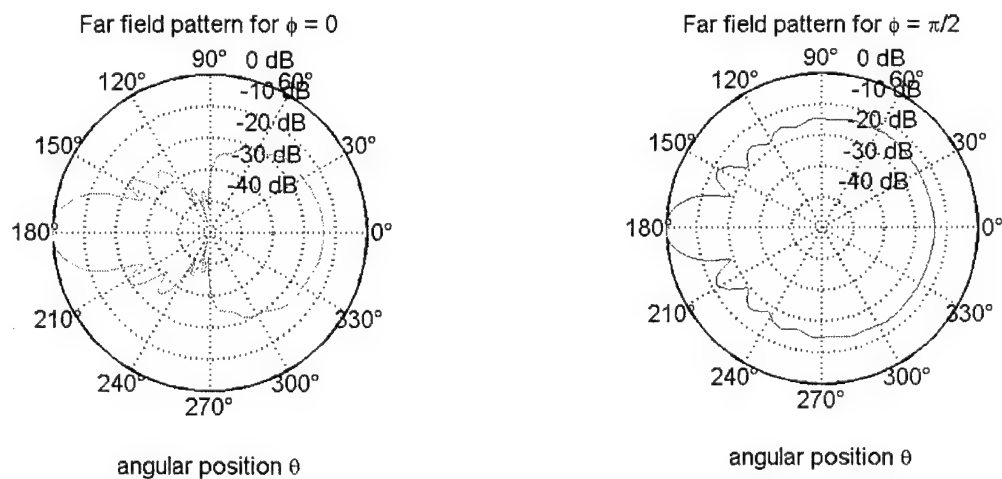 Far field pattern for ϕ = 0
90°
0 dB
120°
60°
-10 dB
150°
-20 dB
30°
-30 dB
-40 dB
180°
0°
210°
330°
240°
300°
270°
angular position θ
Far field pattern for ϕ = π/2
90°
0 dB
120°
60°
-10 dB
150°
-20 dB
30°
-30 dB
-40 dB
180°
0°
210°
330°
240°
300°
270°
angular position θ